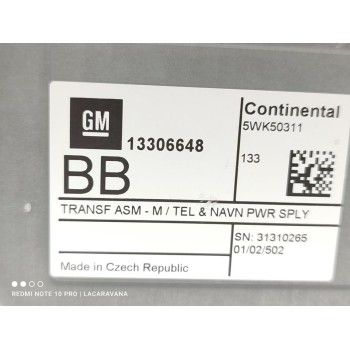 GM
13306648
BB
TRANSF ASM - M / TEL & NAVN PWR SPLY
Continental
5WK50311
133
SN: 31310265
01/02/502
Made in Czech Republic
REDMI NOTE 10 PRO | LACARAVANA